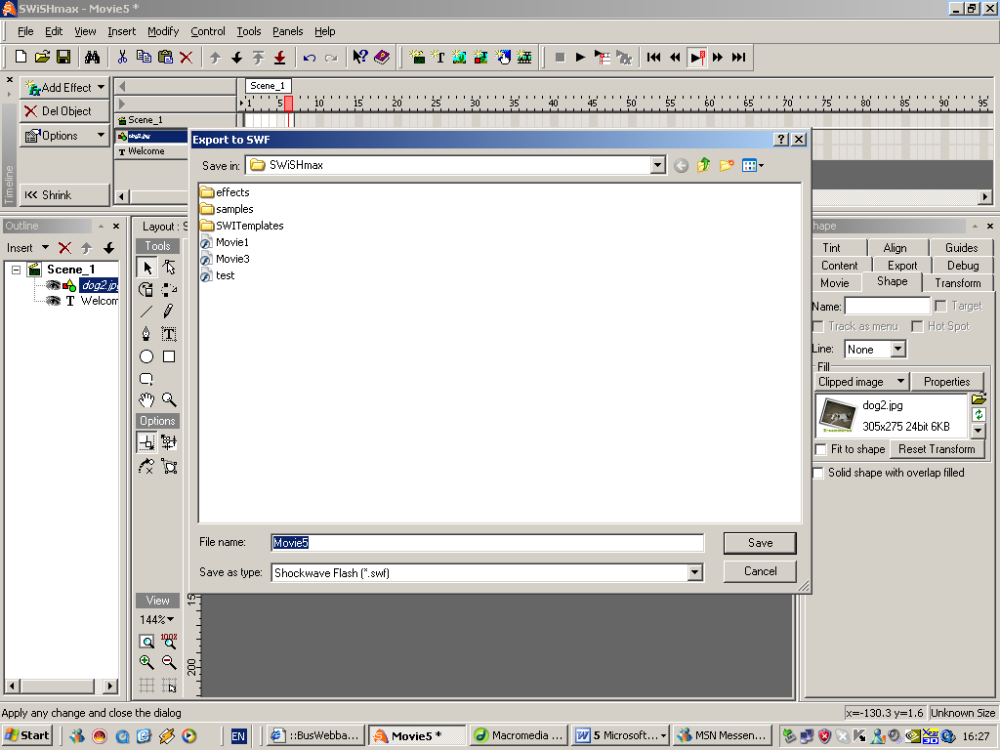 SWiSHmax - Movie5 *
File Edit View Insert Modify Control Tools Panels Help
Add Effect
Del Object
Options
Shrink
Timeline
Scene_1
1 5 10 15 20 25 30 35 40 45 50 55 60 65 70 75 80 85 90 95
Scene_1
dog2.jpg
Welcome
Export to SWF
Save in: SWiSHmax
effects
samples
SWITemplates
Movie1
Movie3
test
File name: Movie5
Save
Save as type: Shockwave Flash (*.swf)
Cancel
Outline
Insert
Scene_1
dog2.jp
Welcom
Layout : S
Tools
Options
View
144%
100%
200
hape
Tint Align Guides
Content Export Debug
Movie Shape Transform
Name: Target
Track as menu Hot Spot
Line: None
Fill
Clipped image Properties
dog2.jpg
305x275 24bit 6KB
Fit to shape Reset Transform
Solid shape with overlap filled
Apply any change and close the dialog
x=-130.3 y=1.6 Unknown Size
Start
EN
::BusWebba...
Movie5 *
Macromedia ...
5 Microsoft...
MSN Messen...
16:27